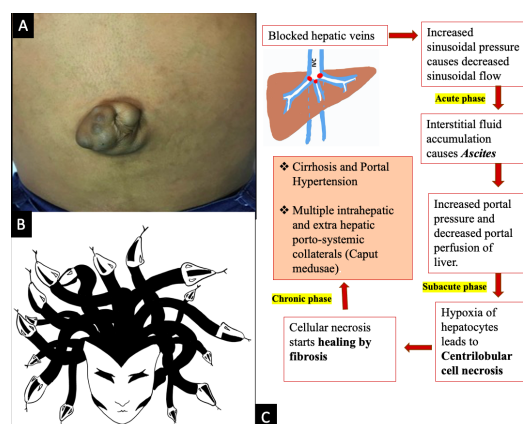 A
B
C
Blocked hepatic veins
IVC
Increased
sinusoidal pressure
causes decreased
sinusoidal flow
Acute phase
Interstitial fluid
accumulation
causes Ascites
Increased portal
pressure and
decreased portal
perfusion of
liver.
Subacute phase
Hypoxia of
hepatocytes
leads to
Centrilobular
cell necrosis
Cellular necrosis
starts healing by
fibrosis
Chronic phase
❖ Cirrhosis and Portal
Hypertension
❖ Multiple intrahepatic
and extra hepatic
porto-systemic
collaterals (Caput
medusae)